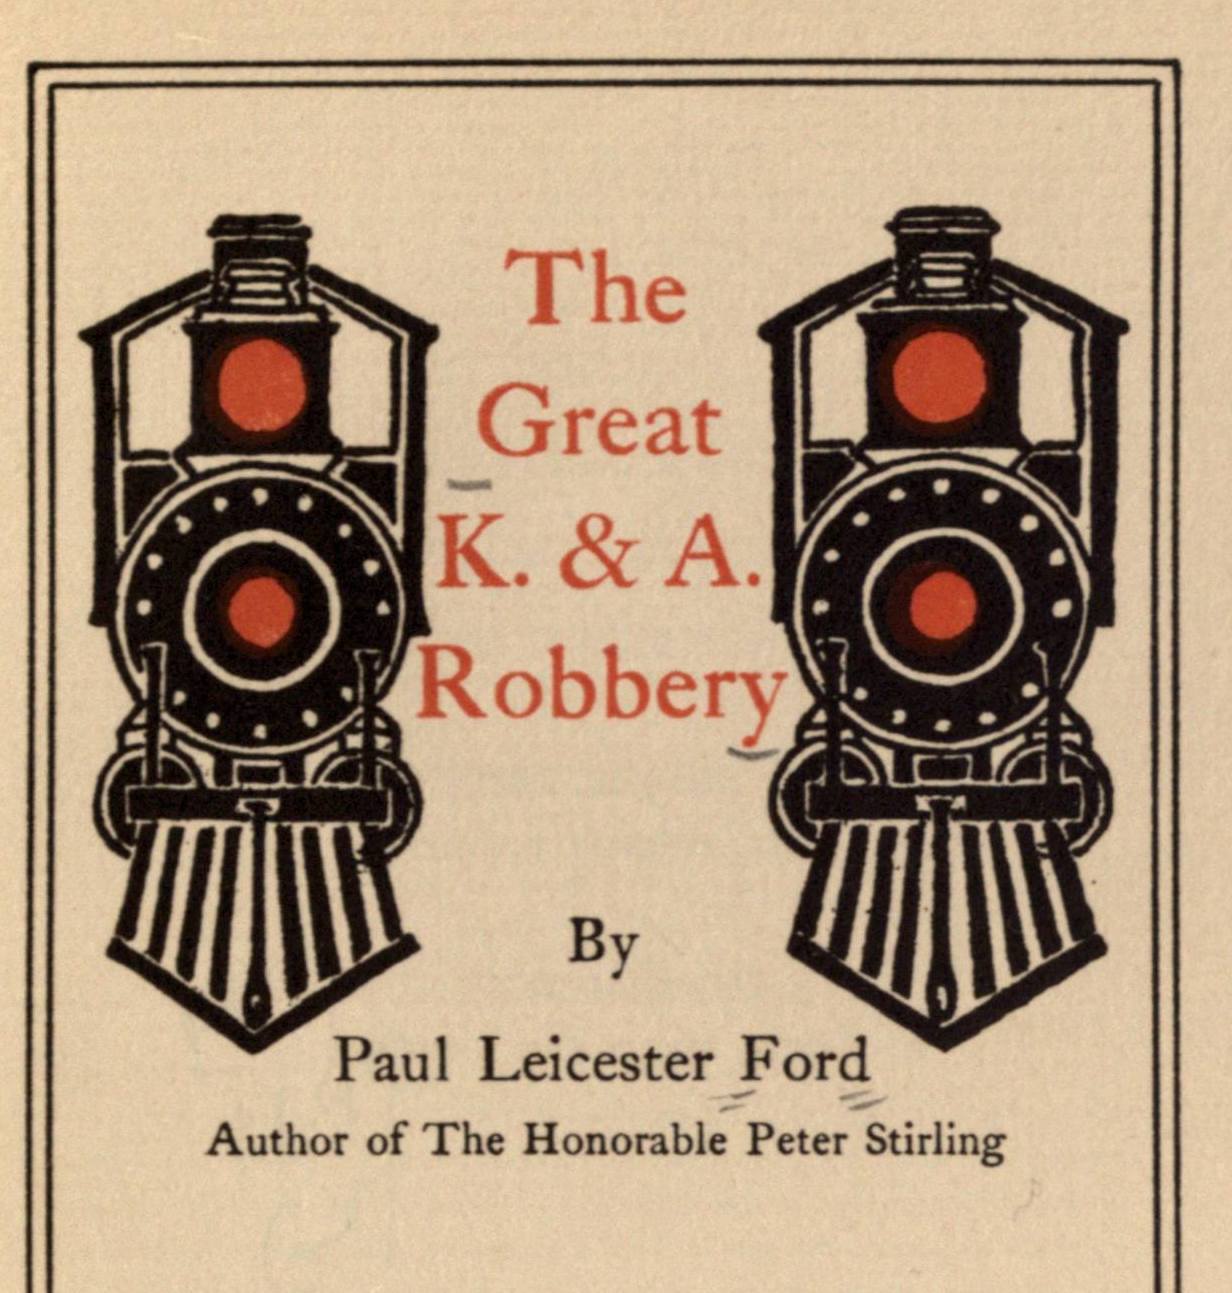 The
Great
K. & A.
Robbery
By
Paul Leicester Ford
Author of The Honorable Peter Stirling